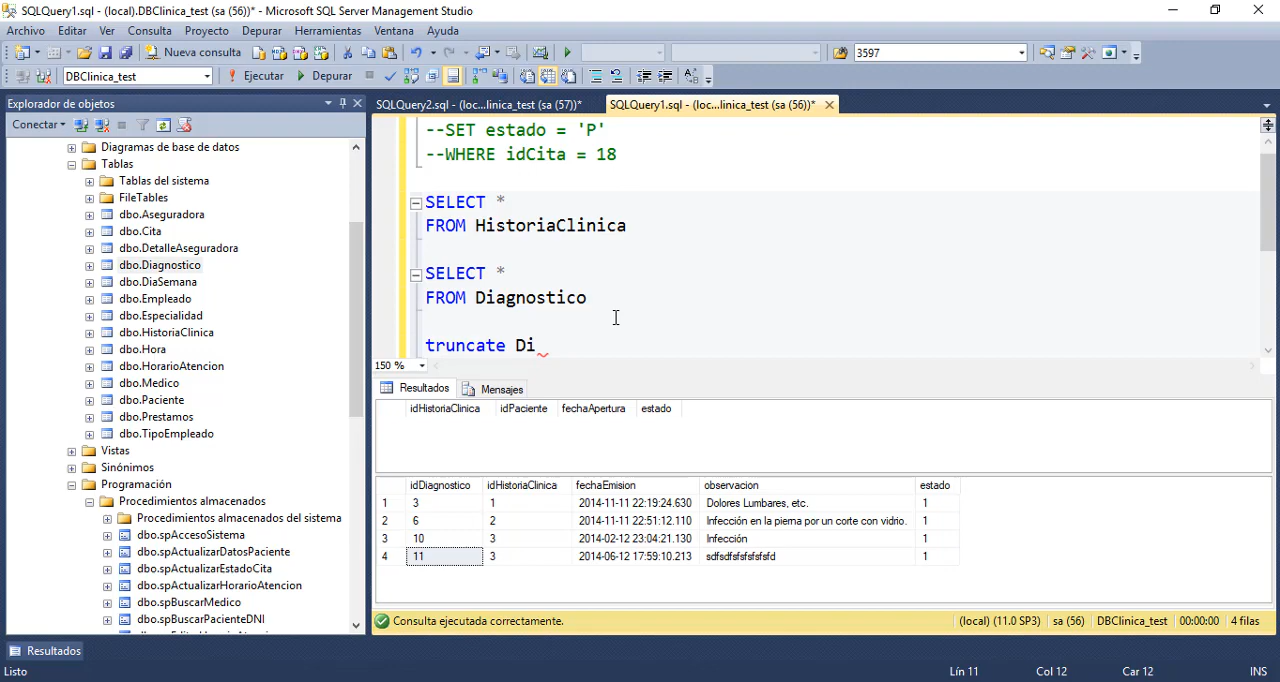 SQLQuery1.sql - (local).DBClinica_test (sa (56))* - Microsoft SQL Server Management Studio
Archivo Editar Ver Consulta Proyecto Depurar Herramientas Ventana Ayuda
Nueva consulta 3597
DBClinica_test Ejecutar Depurar
Explorador de objetos
Conectar
Diagramas de base de datos
Tablas
Tablas del sistema
FileTables
dbo.Aseguradora
dbo.Cita
dbo.DetalleAseguradora
dbo.Diagnostico
dbo.DiaSemana
dbo.Empleado
dbo.Especialidad
dbo.HistoriaClinica
dbo.Hora
dbo.HorarioAtencion
dbo.Medico
dbo.Paciente
dbo.Prestamos
dbo.TipoEmpleado
Vistas
Sinónimos
Programación
Procedimientos almacenados
Procedimientos almacenados del sistema
dbo.spAccesoSistema
dbo.spActualizarDatosPaciente
dbo.spActualizarEstadoCita
dbo.spActualizarHorarioAtencion
dbo.spBuscarMedico
dbo.spBuscarPacienteDNI
SQLQuery2.sql - (loc...linica_test (sa (57))* SQLQuery1.sql - (loc...linica_test (sa (56))*
--SET estado = 'P'
--WHERE idCita = 18
SELECT *
FROM HistoriaClinica
SELECT *
FROM Diagnostico
truncate Di
150 %
Resultados Mensajes
idHistoriaClinica idPaciente fechaApertura estado
idDiagnostico idHistoriaClinica fechaEmision observacion estado
1 3 1 2014-11-11 22:19:24.630 Dolores Lumbares, etc. 1
2 6 2 2014-11-11 22:51:12.110 Infección en la pierna por un corte con vidrio. 1
3 10 3 2014-02-12 23:04:21.130 Infección 1
4 11 3 2014-06-12 17:59:10.213 sdfsdfsfsfsfsfsfd 1
Consulta ejecutada correctamente. (local) (11.0 SP3) sa (56) DBClinica_test 00:00:00 4 filas
Resultados
Listo Lín 11 Col 12 Car 12 INS